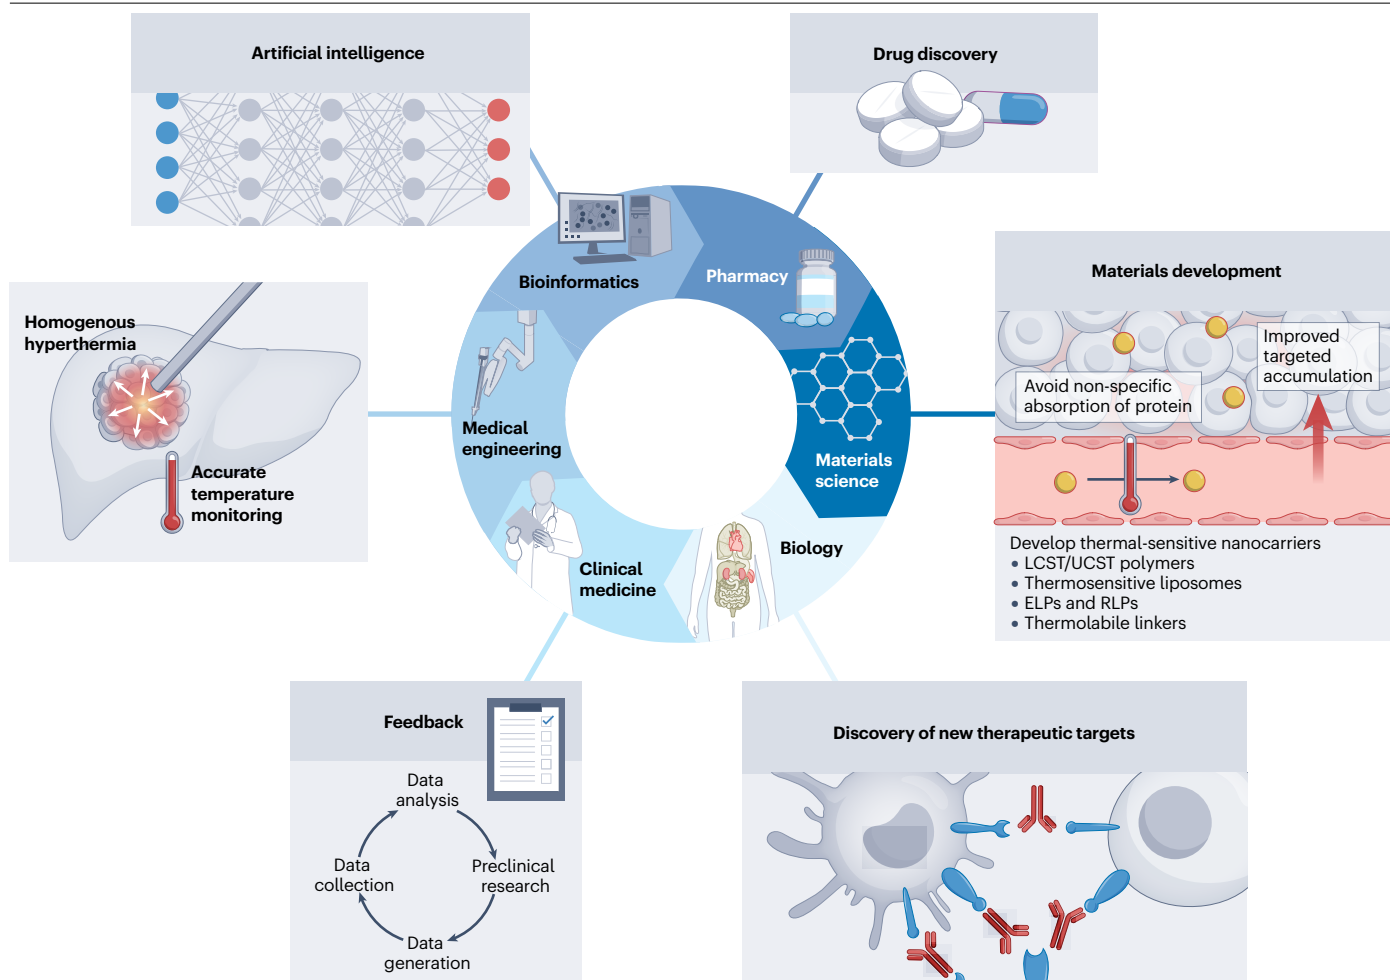 Artificial intelligence
Drug discovery
Bioinformatics
Pharmacy
Materials development
Homogenous
hyperthermia
Improved
targeted
accumulation
Avoid non-specific
absorption of protein
Medical
engineering
Materials
science
Accurate
temperature
monitoring
Biology
Clinical
medicine
Develop thermal-sensitive nanocarriers
• LCST/UCST polymers
• Thermosensitive liposomes
• ELPs and RLPs
• Thermolabile linkers
Feedback
Data
analysis
Data
collection
Preclinical
research
Data
generation
Discovery of new therapeutic targets